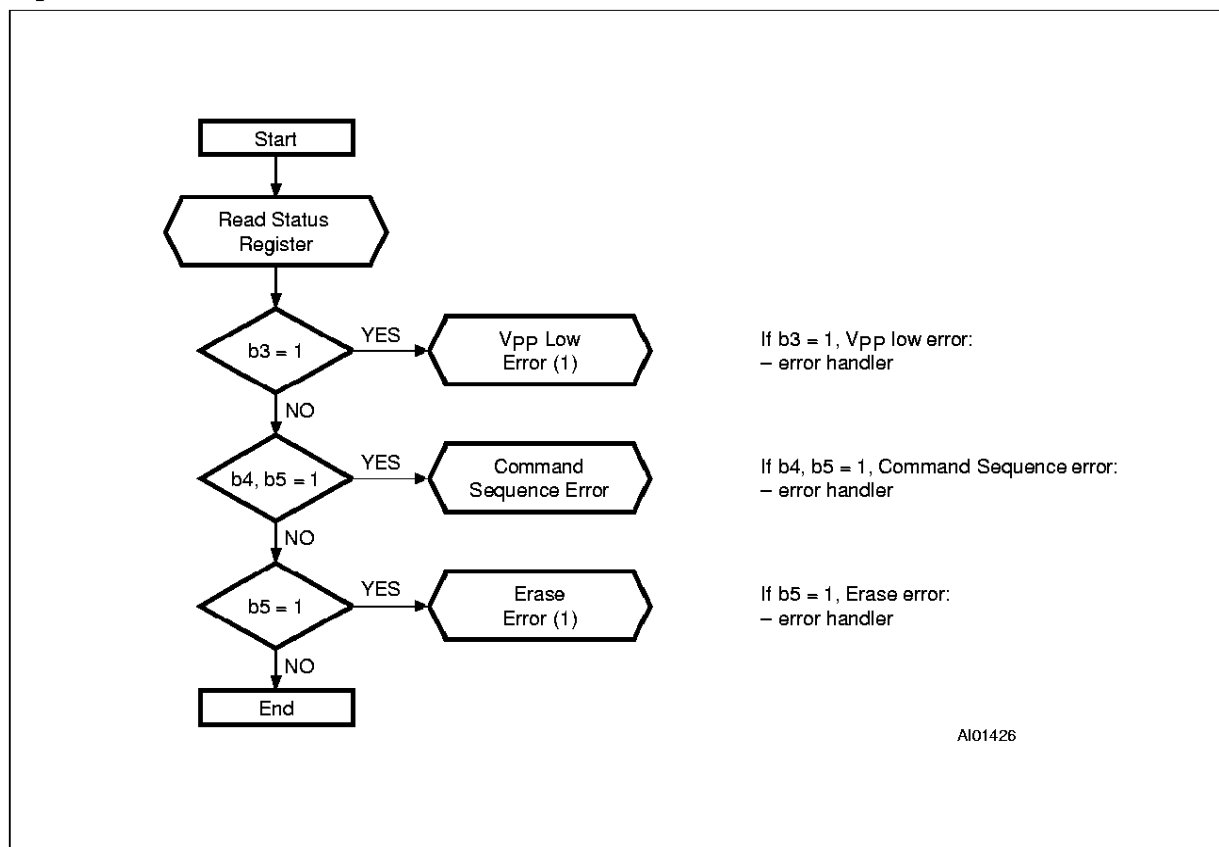 Start
Read Status
Register
b3 = 1
YES
VPP Low
Error (1)
If b3 = 1, VPP low error:
– error handler
NO
b4, b5 = 1
YES
Command
Sequence Error
If b4, b5 = 1, Command Sequence error:
– error handler
NO
b5 = 1
YES
Erase
Error (1)
If b5 = 1, Erase error:
– error handler
NO
End
AI01426